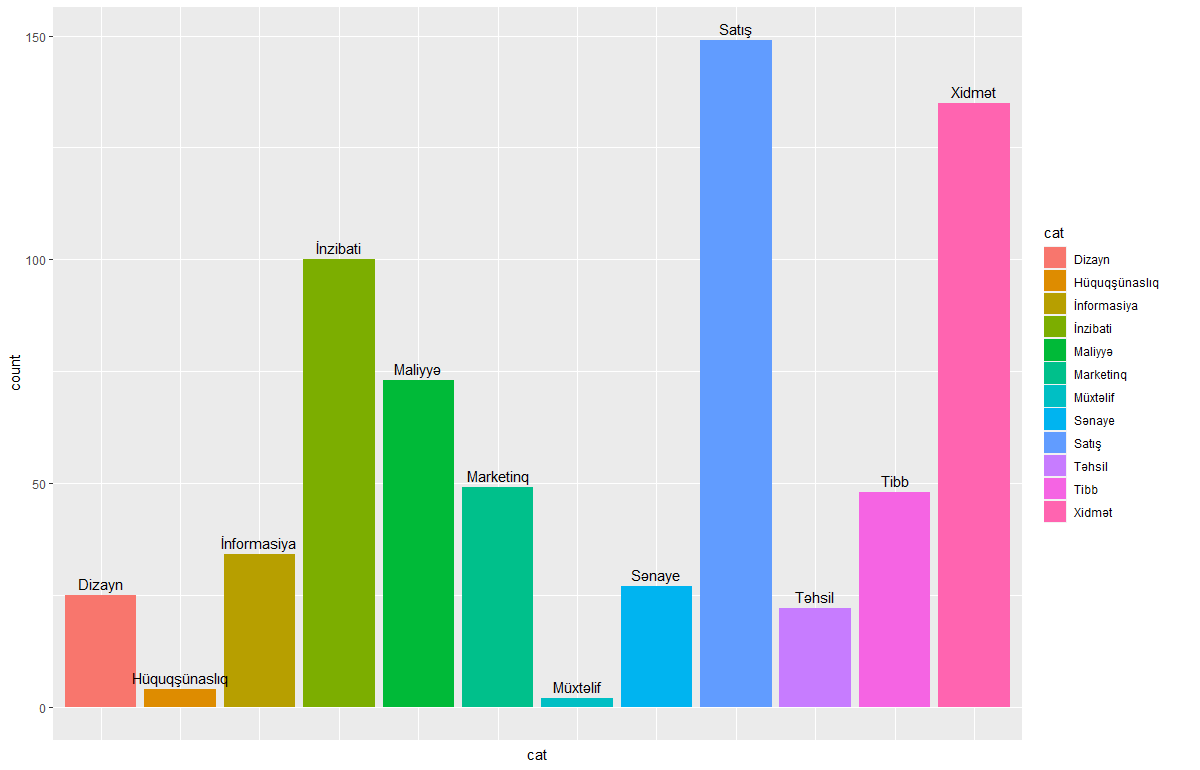 150
100
50
0
count
Dizayn
Hüquqşünaslıq
İnformasiya
İnzibati
Maliyyə
Marketinq
Müxtəlif
Sənaye
Satış
Təhsil
Tibb
Xidmət
cat
cat
Dizayn
Hüquqşünaslıq
İnformasiya
İnzibati
Maliyyə
Marketinq
Müxtəlif
Sənaye
Satış
Təhsil
Tibb
Xidmət